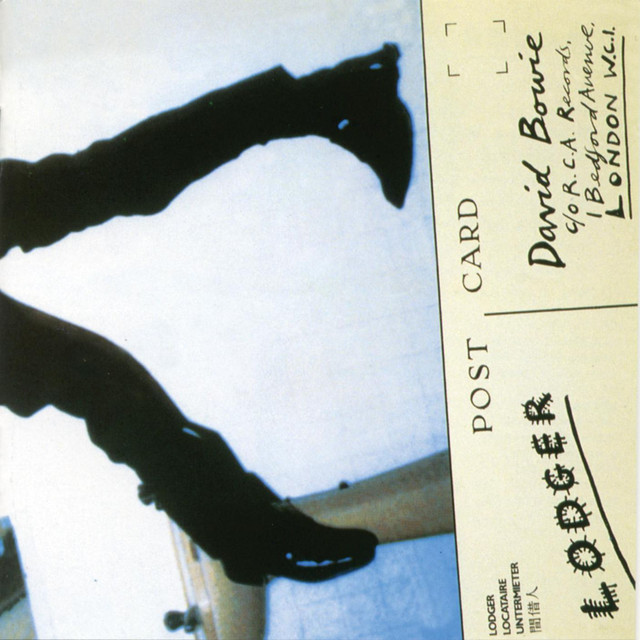 POST CARD
LODGER
David Bowie
c/o R.C.A. Records,
1 Bedford Avenue,
LONDON W.C.1.
LODGER
LOCATAIRE
UNTERMIETER
間借人